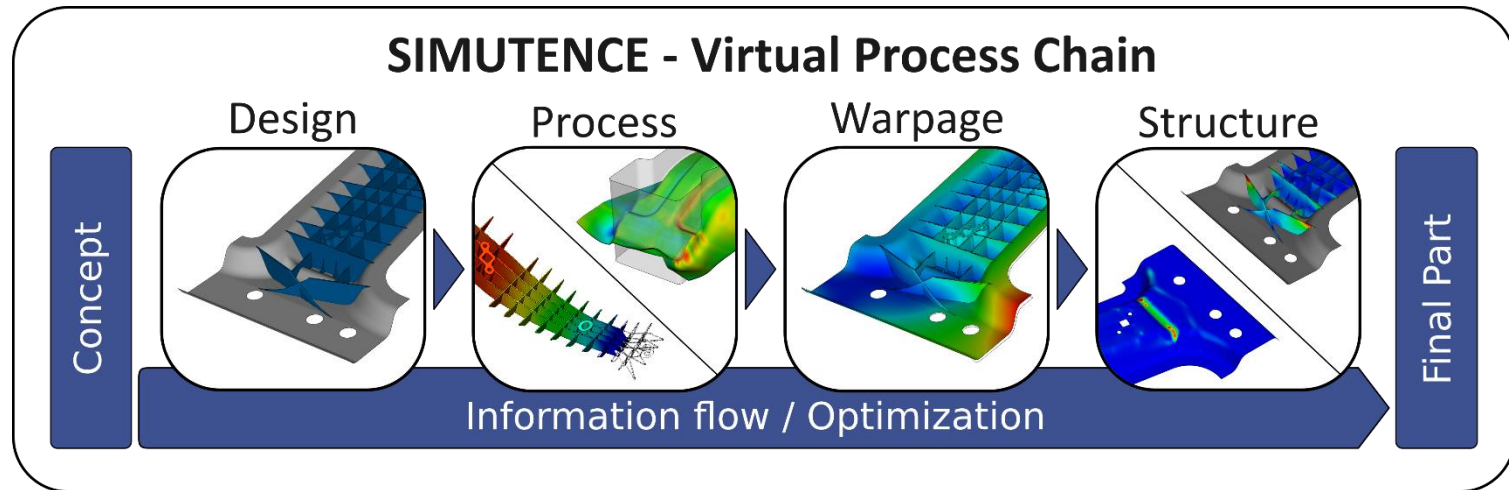 SIMUTENCE - Virtual Process Chain
Design
Process
Warpage
Structure
Concept
Final Part
Information flow / Optimization